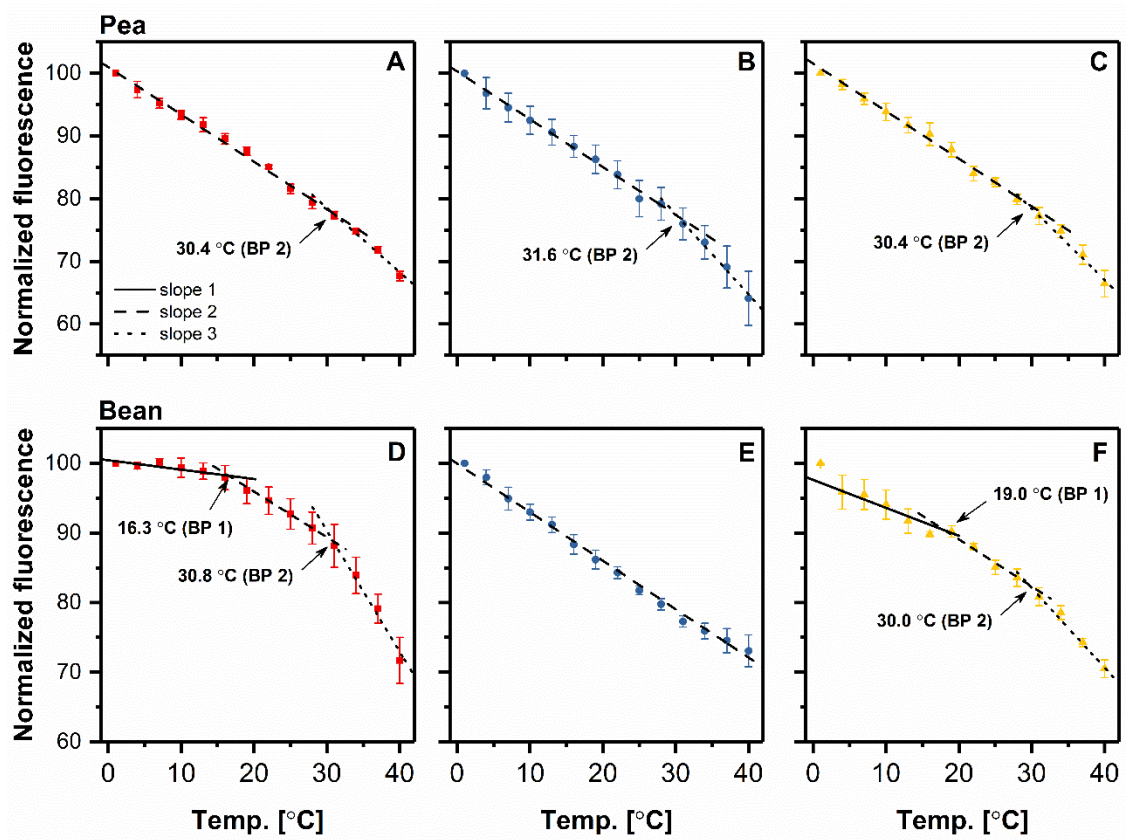 Pea
Normalized fluorescence
100
90
80
70
60
A
30.4 °C (BP 2)
slope 1
slope 2
slope 3
B
31.6 °C (BP 2)
C
30.4 °C (BP 2)
Bean
Normalized fluorescence
100
90
80
70
60
D
16.3 °C (BP 1)
30.8 °C (BP 2)
E
F
19.0 °C (BP 1)
30.0 °C (BP 2)
0 10 20 30 40
0 10 20 30 40
0 10 20 30 40
Temp. [°C]
Temp. [°C]
Temp. [°C]